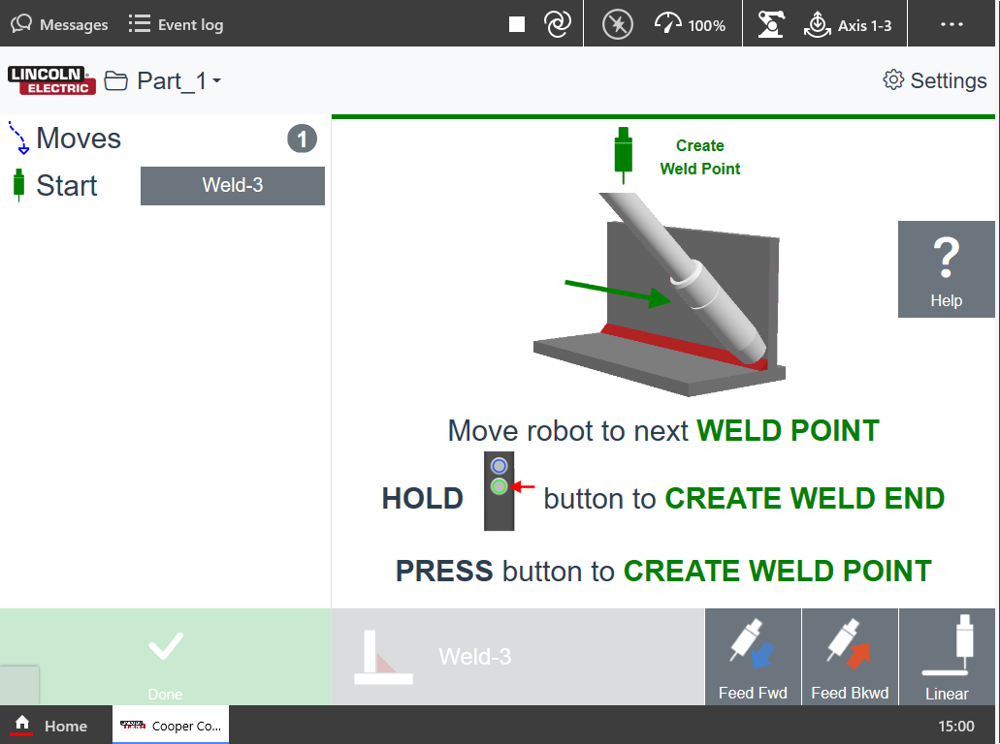 Messages
Event log
100%
Axis 1-3
LINCOLN
ELECTRIC
Part_1
Settings
Moves
1
Start
Weld-3
Create
Weld Point
?
Help
Move robot to next WELD POINT
HOLD button to CREATE WELD END
PRESS button to CREATE WELD POINT
Done
Weld-3
Feed Fwd
Feed Bkwd
Linear
Home
Cooper Co...
15:00